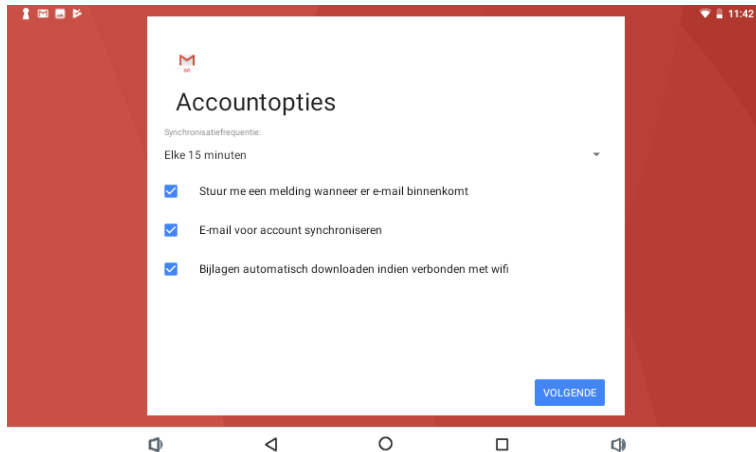 11:42
GO
Accountopties
Synchronisatiefrequentie:
Elke 15 minuten
Stuur me een melding wanneer er e-mail binnenkomt
E-mail voor account synchroniseren
Bijlagen automatisch downloaden indien verbonden met wifi
VOLGENDE